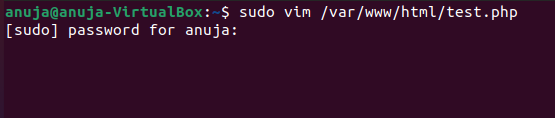 anuja@anuja-VirtualBox:~$ sudo vim /var/www/html/test.php
[sudo] password for anuja: